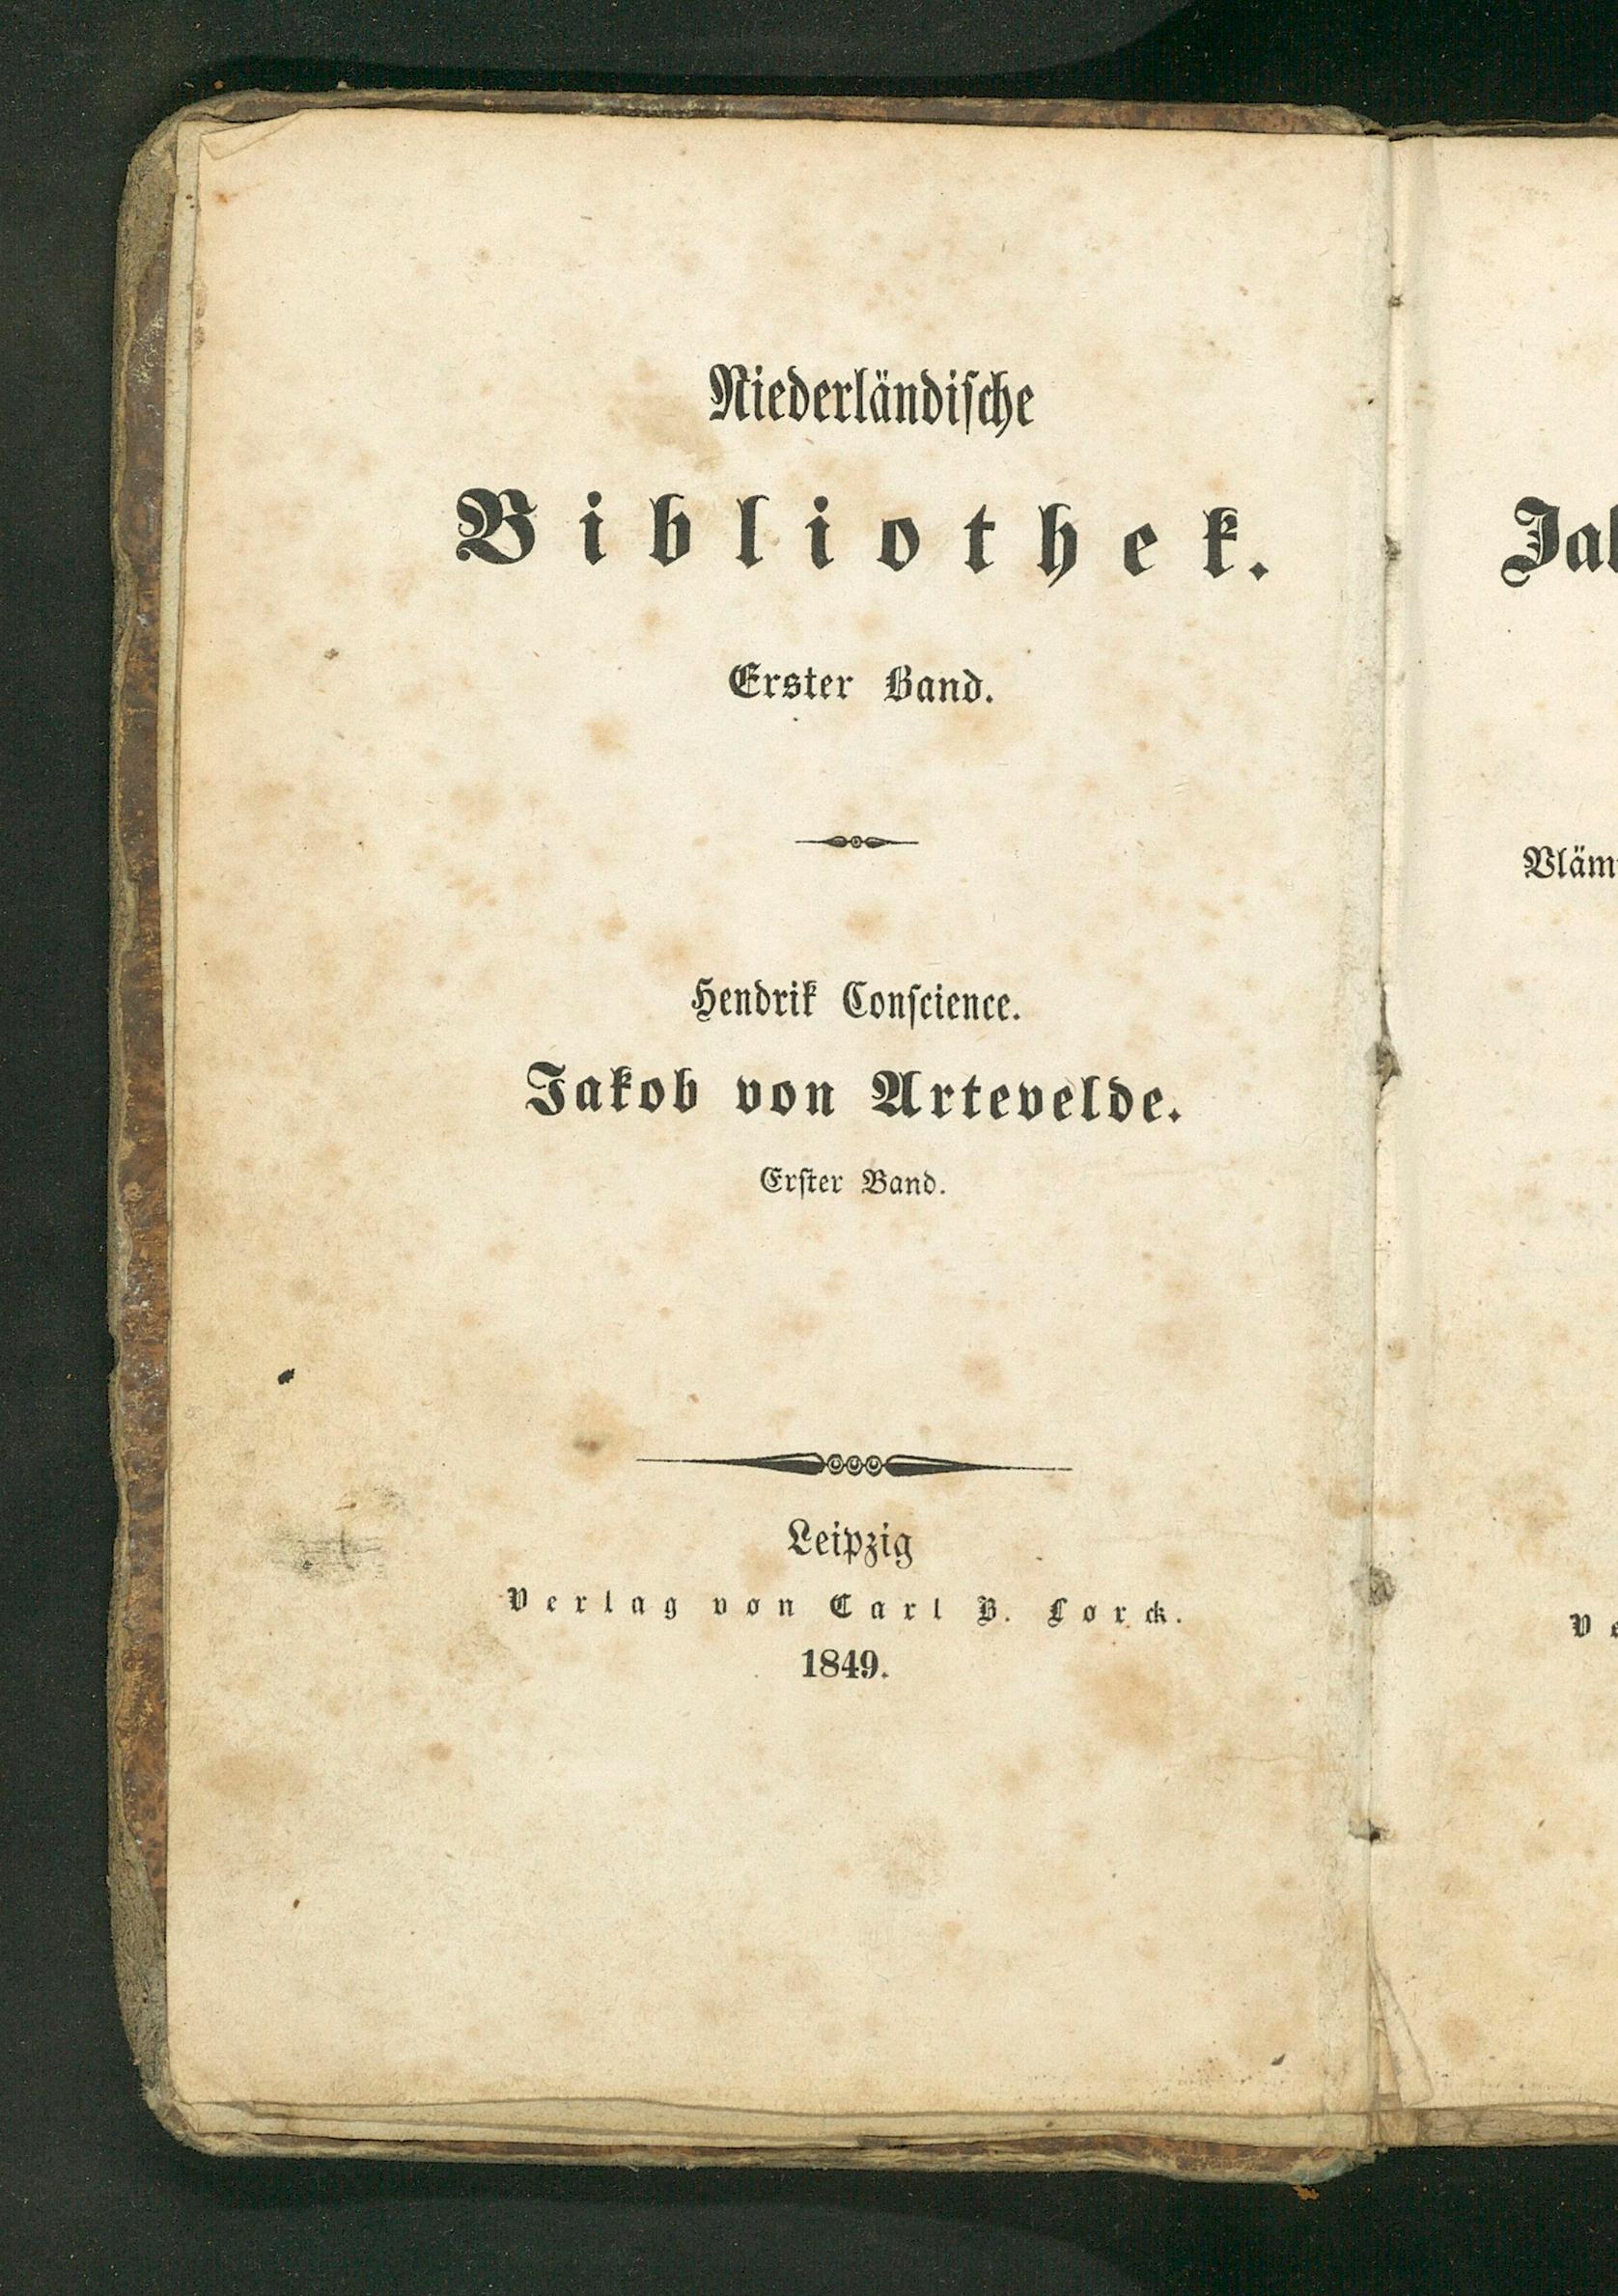 Niederländische
Bibliothek.
Erster Band.
Hendrik Conscience.
Jakob von Artevelde.
Erster Band.
Leipzig
Verlag von Carl B. Lorck.
1849.